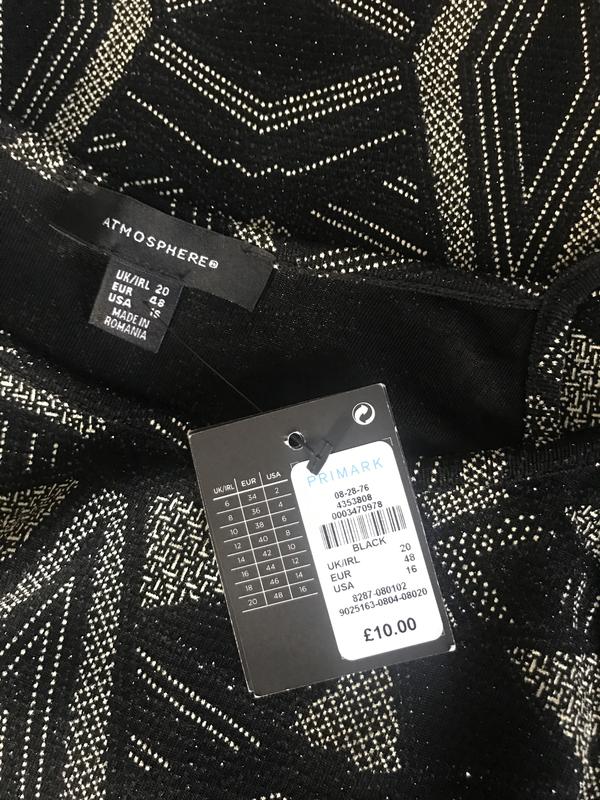 ATMOSPHERE®
UK/IRL 20
EUR 48
USA 16
MADE IN
ROMANIA
UK/IRL EUR USA
6 34 2
8 36 4
10 38 6
12 40 8
14 42 10
16 44 12
18 46 14
20 48 16
PRIMARK
08-28-76
4353808
0003470978
BLACK
UK/IRL 20
EUR 48
USA 16
8287-080102
9025163-0804-08020
£10.00